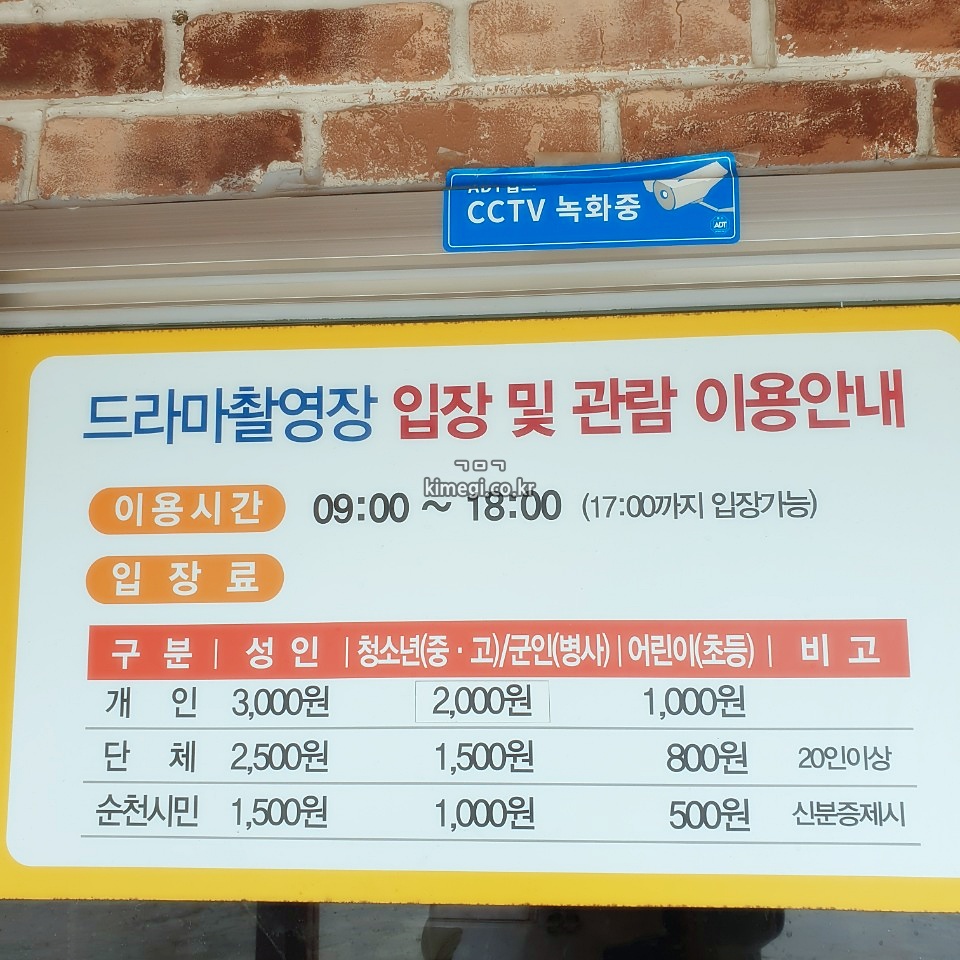 CCTV 녹화중
ADT
드라마촬영장 입장 및 관람 이용안내
ㄱㅁㄱ
kimegi.co.kr
이용시간 09:00 ~ 18:00 (17:00까지 입장가능)
입장료
구분 | 성인 | 청소년(중·고)/군인(병사) | 어린이(초등) | 비고
개인 3,000원 2,000원 1,000원
단체 2,500원 1,500원 800원 20인이상
순천시민 1,500원 1,000원 500원 신분증제시